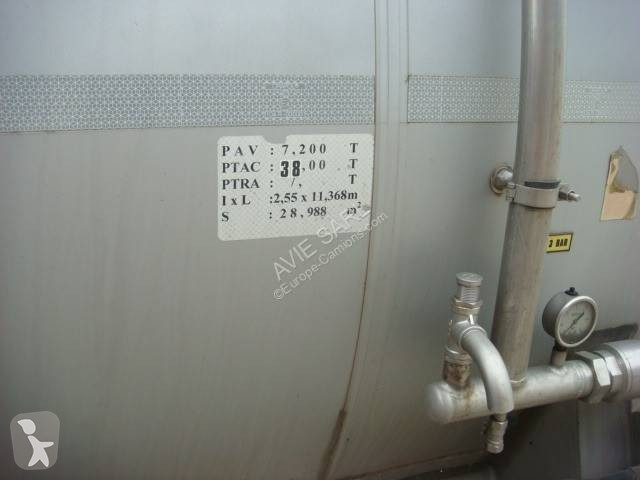 PAV : 7,200 T
PTAC : 38,00 T
PTRA : /, T
I x L : 2,55 x 11,368m
S : 28,988 m²
AVIE SARL
©Europe-Camions.com
3 BAR